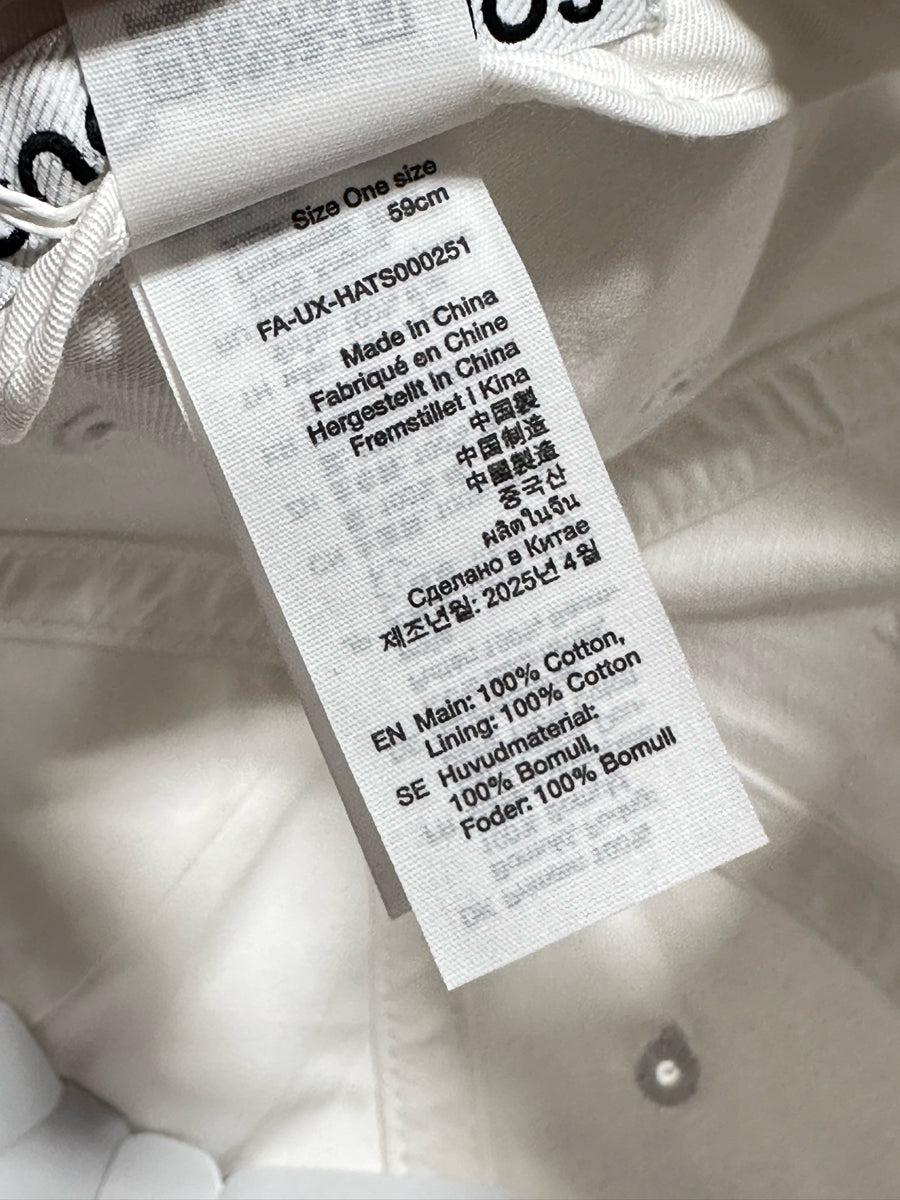 Size One size
59cm
FA-UX-HATS000251
Made in China
Fabriqué en Chine
Hergestellt in China
Fremstillet i Kina
中国製
中国制造
中國製造
중국산
ผลิตในจีน
Сделано в Китае
제조년월: 2025년 4월
EN Main: 100% Cotton,
Lining: 100% Cotton
SE Huvudmaterial:
100% Bomull,
Foder: 100% Bomull